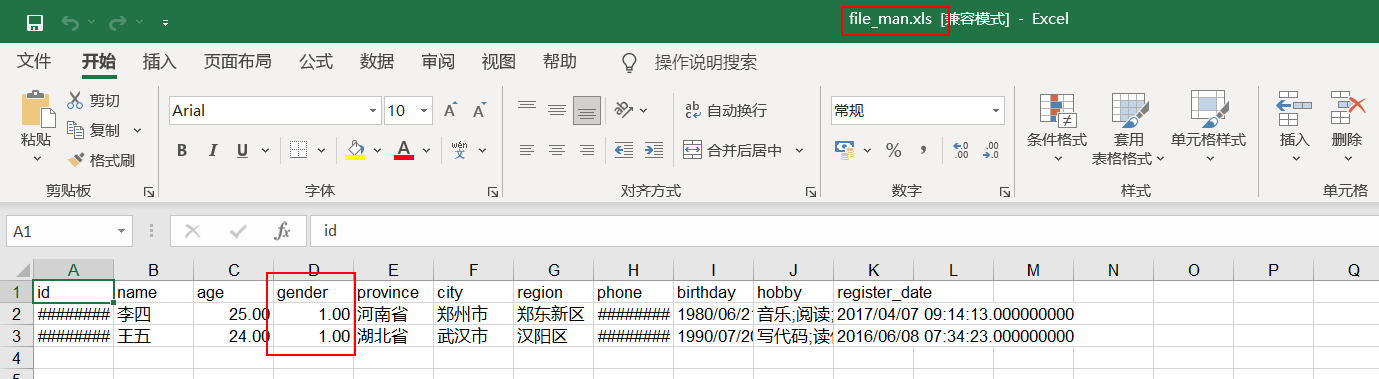 file_man.xls [兼容模式] - Excel
文件 开始 插入 页面布局 公式 数据 审阅 视图 帮助 操作说明搜索
粘贴 剪切 复制 格式刷
Arial 10 A A
B I U A wén 文
ab c 自动换行
合并后居中
常规
% , .0 .00 .00 .0
条件格式 套用 表格格式 单元格样式 插入 删除
剪贴板 字体 对齐方式 数字 样式 单元格
A1 fx id
A B C D E F G H I J K L M N O P Q
1 id name age gender province city region phone birthday hobby register_date
2 ######## 李四 25.00 1.00 河南省 郑州市 郑东新区 ######## 1980/06/2 音乐;阅读; 2017/04/07 09:14:13.000000000
3 ######## 王五 24.00 1.00 湖北省 武汉市 汉阳区 ######## 1990/07/20 写代码;读 2016/06/08 07:34:23.000000000
4
5